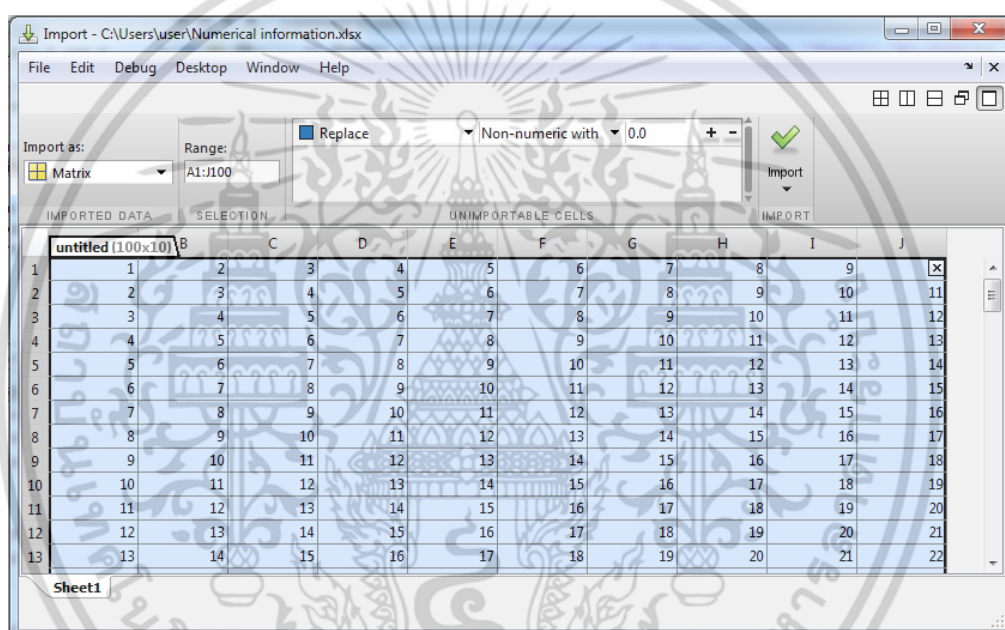 Import - C:\Users\user\Numerical information.xlsx
File Edit Debug Desktop Window Help
Import as:
Matrix
Range:
A1:J100
Replace Non-numeric with 0.0 + -
Import
IMPORTED DATA SELECTION UNIMPORTABLE CELLS IMPORT
untitled (100x10) B C D E F G H I J
1 1 2 3 4 5 6 7 8 9
2 2 3 4 5 6 7 8 9 10 11
3 3 4 5 6 7 8 9 10 11 12
4 4 5 6 7 8 9 10 11 12 13
5 5 6 7 8 9 10 11 12 13 14
6 6 7 8 9 10 11 12 13 14 15
7 7 8 9 10 11 12 13 14 15 16
8 8 9 10 11 12 13 14 15 16 17
9 9 10 11 12 13 14 15 16 17 18
10 10 11 12 13 14 15 16 17 18 19
11 11 12 13 14 15 16 17 18 19 20
12 12 13 14 15 16 17 18 19 20 21
13 13 14 15 16 17 18 19 20 21 22
Sheet1